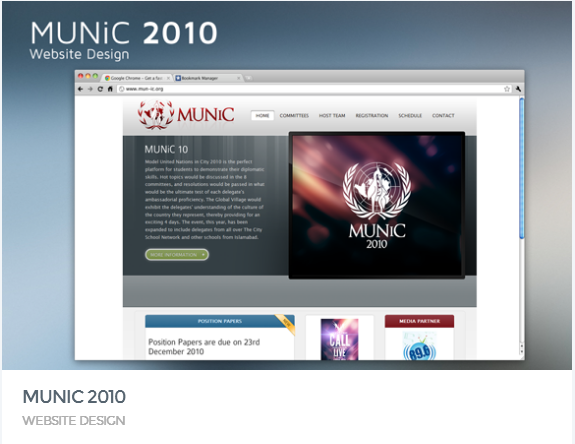 MUNiC 2010
Website Design
Google Chrome - Get a fast
Bookmark Manager
www.mun-ic.org
MUNiC
HOME
COMMITTEES
HOST TEAM
REGISTRATION
SCHEDULE
CONTACT
MUNiC 10
Model United Nations in City 2010 is the perfect
platform for students to demonstrate their diplomatic
skills. Hot topics would be discussed in the 8
committees, and resolutions would be passed in what
would be the ultimate test of each delegate's
ambassadorial proficiency. The Global Village would
exhibit the delegates' understanding of the culture of
the country they represent, thereby providing for an
exciting 4 days. The event, this year, has been
expanded to include delegates from all over The City
School Network and other schools from Islamabad.
MORE INFORMATION
MUNiC
2010
POSITION PAPERS
Position Papers are due on 23rd
December 2010
CALL
LIVE
MEDIA PARTNER
MUNIC 2010
WEBSITE DESIGN